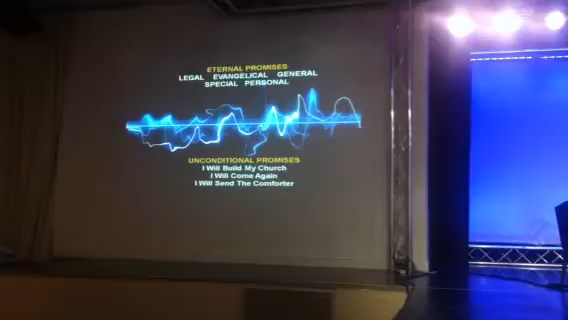 ETERNAL PROMISES
LEGAL EVANGELICAL GENERAL
SPECIAL PERSONAL
UNCONDITIONAL PROMISES
I Will Build My Church
I Will Come Again
I Will Send The Comforter